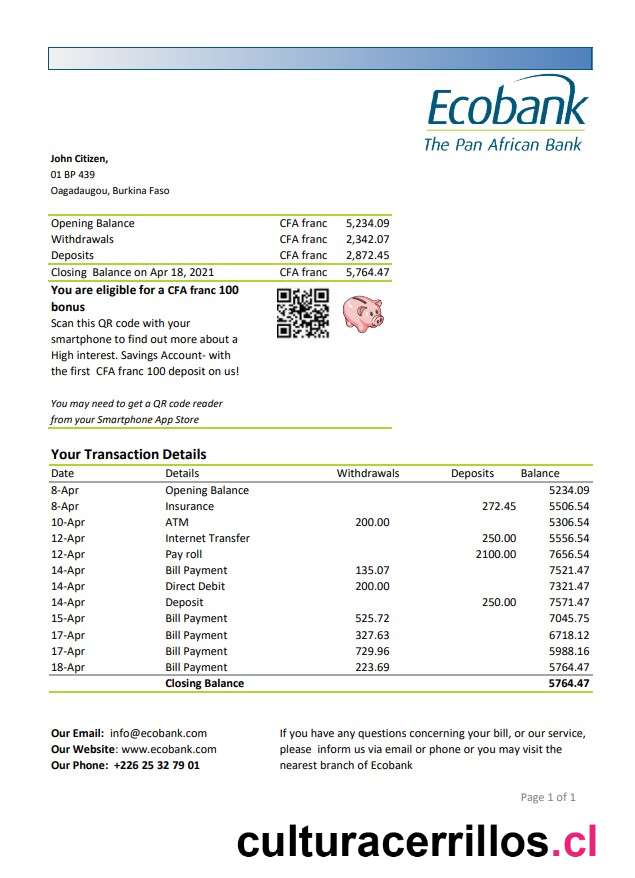 Ecobank
The Pan African Bank
John Citizen,
01 BP 439
Oagadaugou, Burkina Faso
Opening Balance CFA franc 5,234.09
Withdrawals CFA franc 2,342.07
Deposits CFA franc 2,872.45
Closing Balance on Apr 18, 2021 CFA franc 5,764.47
You are eligible for a CFA franc 100
bonus
Scan this QR code with your
smartphone to find out more about a
High interest. Savings Account- with
the first CFA franc 100 deposit on us!
You may need to get a QR code reader
from your Smartphone App Store
Your Transaction Details
Date Details Withdrawals Deposits Balance
8-Apr Opening Balance 5234.09
8-Apr Insurance 272.45 5506.54
10-Apr ATM 200.00 5306.54
12-Apr Internet Transfer 250.00 5556.54
12-Apr Pay roll 2100.00 7656.54
14-Apr Bill Payment 135.07 7521.47
14-Apr Direct Debit 200.00 7321.47
14-Apr Deposit 250.00 7571.47
15-Apr Bill Payment 525.72 7045.75
17-Apr Bill Payment 327.63 6718.12
17-Apr Bill Payment 729.96 5988.16
18-Apr Bill Payment 223.69 5764.47
Closing Balance 5764.47
Our Email: info@ecobank.com
Our Website: www.ecobank.com
Our Phone: +226 25 32 79 01
If you have any questions concerning your bill, or our service,
please inform us via email or phone or you may visit the
nearest branch of Ecobank
Page 1 of 1
culturacerrillos.cl